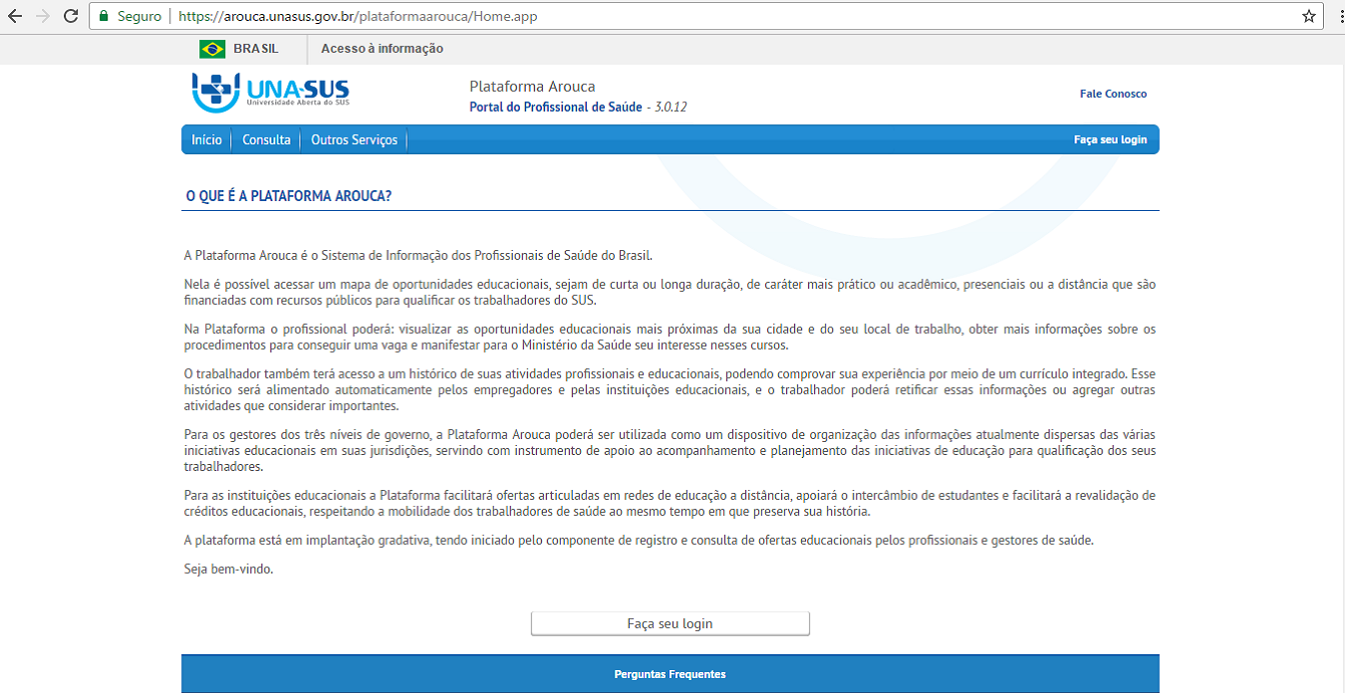 Seguro | https://arouca.unasus.gov.br/plataformaarouca/Home.app
BRASIL Acesso à informação
UNA-SUS
Universidade Aberta do SUS
Plataforma Arouca
Portal do Profissional de Saúde - 3.0.12
Fale Conosco
Início Consulta Outros Serviços Faça seu login
O QUE É A PLATAFORMA AROUCA?
A Plataforma Arouca é o Sistema de Informação dos Profissionais de Saúde do Brasil.
Nela é possível acessar um mapa de oportunidades educacionais, sejam de curta ou longa duração, de caráter mais prático ou acadêmico, presenciais ou a distância que são
financiadas com recursos públicos para qualificar os trabalhadores do SUS.
Na Plataforma o profissional poderá: visualizar as oportunidades educacionais mais próximas da sua cidade e do seu local de trabalho, obter mais informações sobre os
procedimentos para conseguir uma vaga e manifestar para o Ministério da Saúde seu interesse nesses cursos.
O trabalhador também terá acesso a um histórico de suas atividades profissionais e educacionais, podendo comprovar sua experiência por meio de um currículo integrado. Esse
histórico será alimentado automaticamente pelos empregadores e pelas instituições educacionais, e o trabalhador poderá retificar essas informações ou agregar outras
atividades que considerar importantes.
Para os gestores dos três níveis de governo, a Plataforma Arouca poderá ser utilizada como um dispositivo de organização das informações atualmente dispersas das várias
iniciativas educacionais em suas jurisdições, servindo com instrumento de apoio ao acompanhamento e planejamento das iniciativas de educação para qualificação dos seus
trabalhadores.
Para as instituições educacionais a Plataforma facilitará ofertas articuladas em redes de educação a distância, apoiará o intercâmbio de estudantes e facilitará a revalidação de
créditos educacionais, respeitando a mobilidade dos trabalhadores de saúde ao mesmo tempo em que preserva sua história.
A plataforma está em implantação gradativa, tendo iniciado pelo componente de registro e consulta de ofertas educacionais pelos profissionais e gestores de saúde.
Seja bem-vindo.
Faça seu login
Perguntas Frequentes